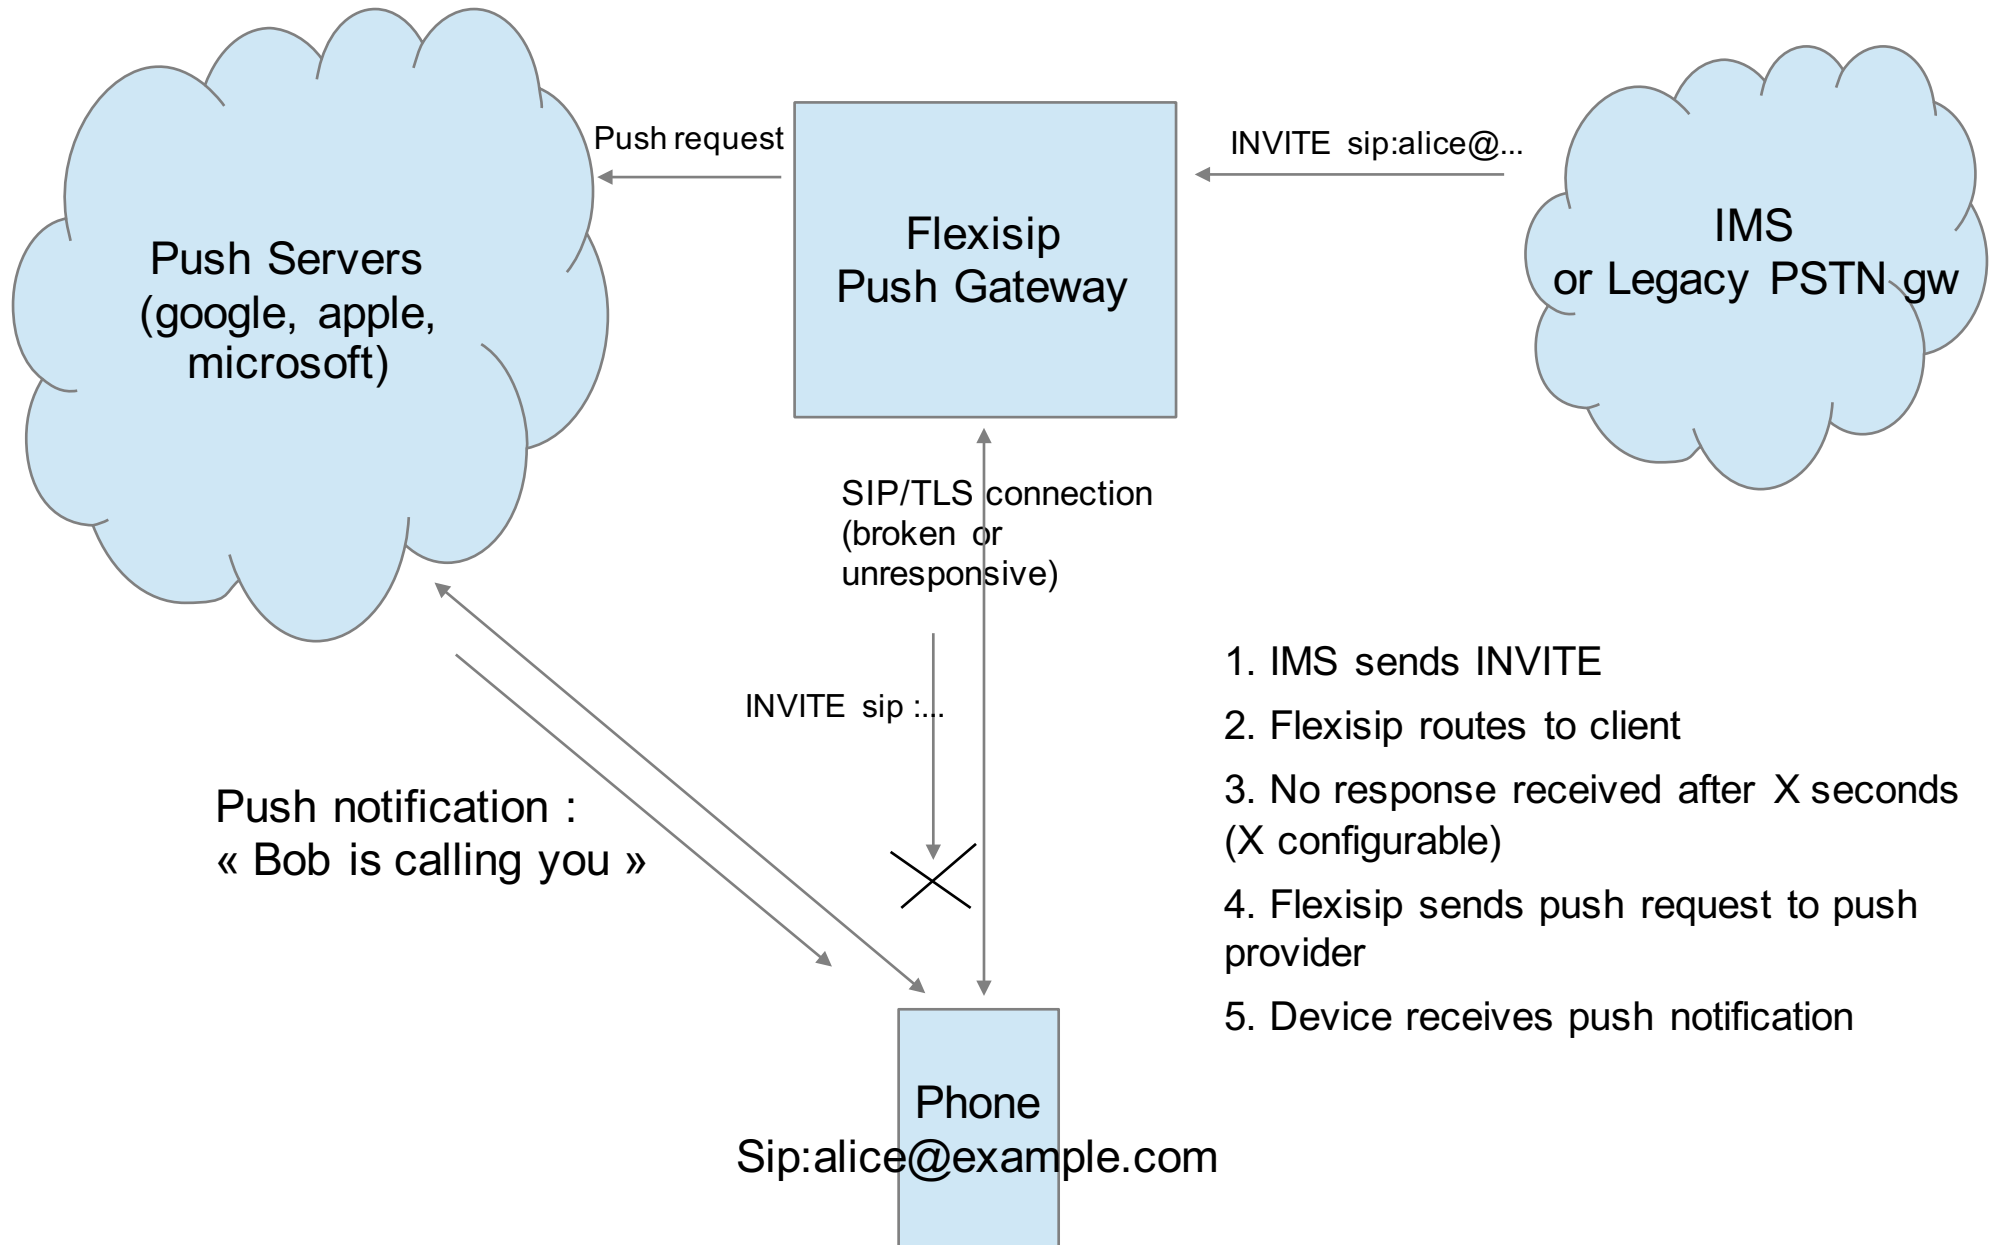 Push request
INVITE sip:alice@...
Flexisip
Push Gateway
IMS
or Legacy PSTN gw
Push Servers
(google, apple,
microsoft)
SIP/TLS connection
(broken or
unresponsive)
INVITE sip :...
Push notification :
« Bob is calling you »
1. IMS sends INVITE
2. Flexisip routes to client
3. No response received after X seconds
(X configurable)
4. Flexisip sends push request to push
provider
5. Device receives push notification
Phone
Sip:alice@example.com